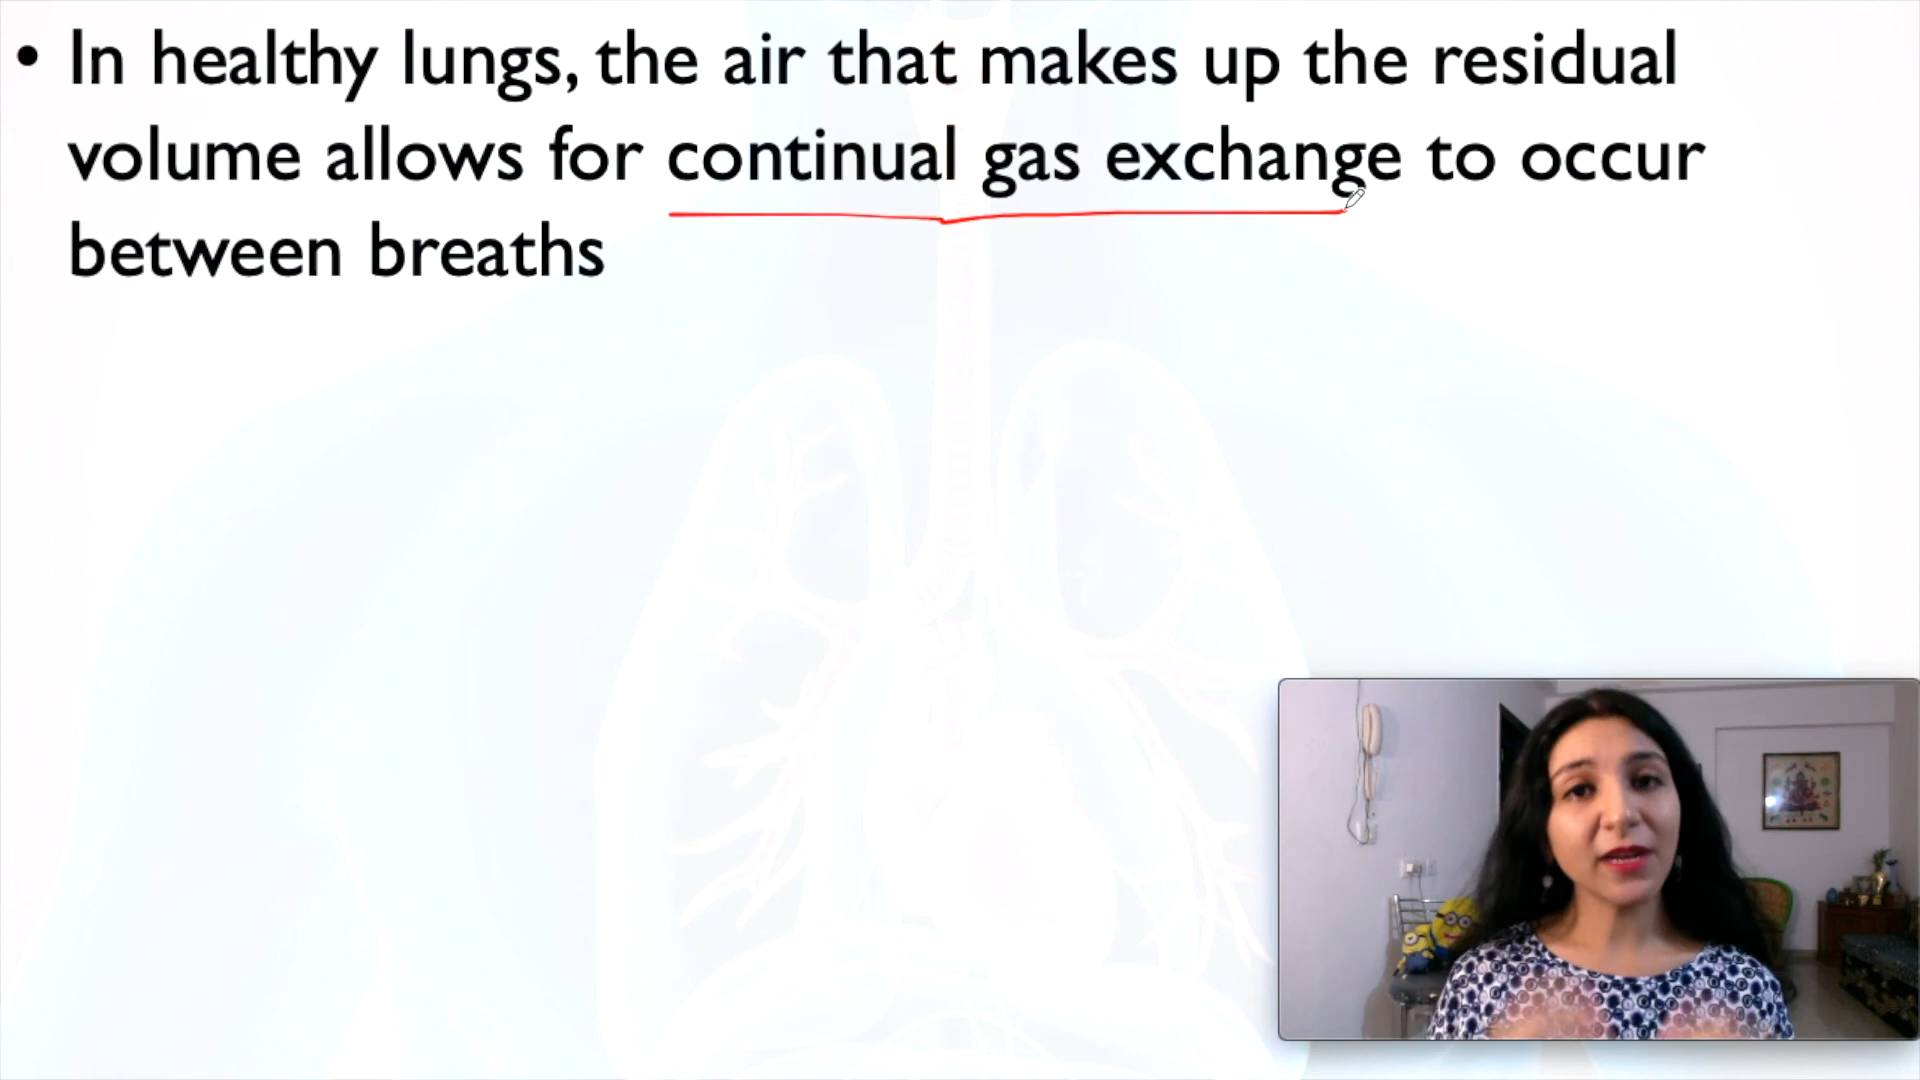 • In healthy lungs, the air that makes up the residual
volume allows for continual gas exchange to occur
between breaths